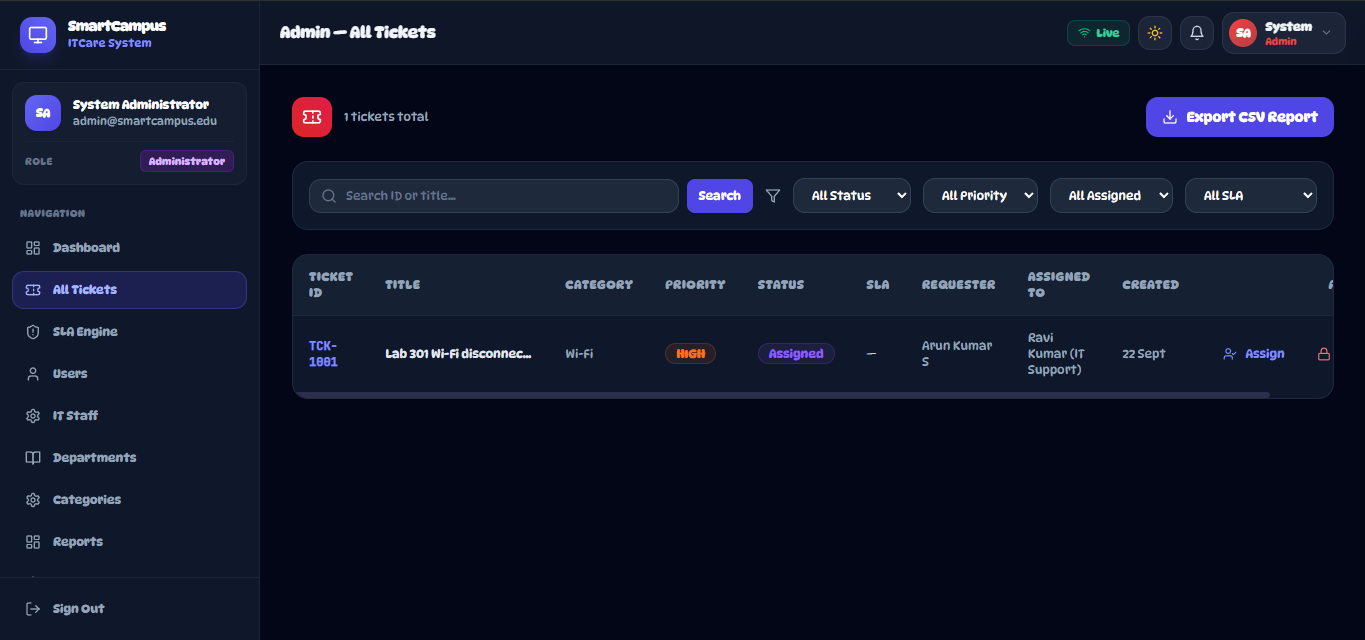 SmartCampus
ITCare System
SA
System Administrator
admin@smartcampus.edu
ROLE
Administrator
NAVIGATION
Dashboard
All Tickets
SLA Engine
Users
IT Staff
Departments
Categories
Reports
Sign Out
Admin — All Tickets
Live
SA
System
Admin
1 tickets total
Export CSV Report
Search ID or title...
Search
All Status
All Priority
All Assigned
All SLA
TICKET
ID
TITLE
CATEGORY
PRIORITY
STATUS
SLA
REQUESTER
ASSIGNED
TO
CREATED
TCK-
1001
Lab 301 Wi-Fi disconnec...
Wi-Fi
HIGH
Assigned
—
Arun Kumar
S
Ravi
Kumar (IT
Support)
22 Sept
Assign